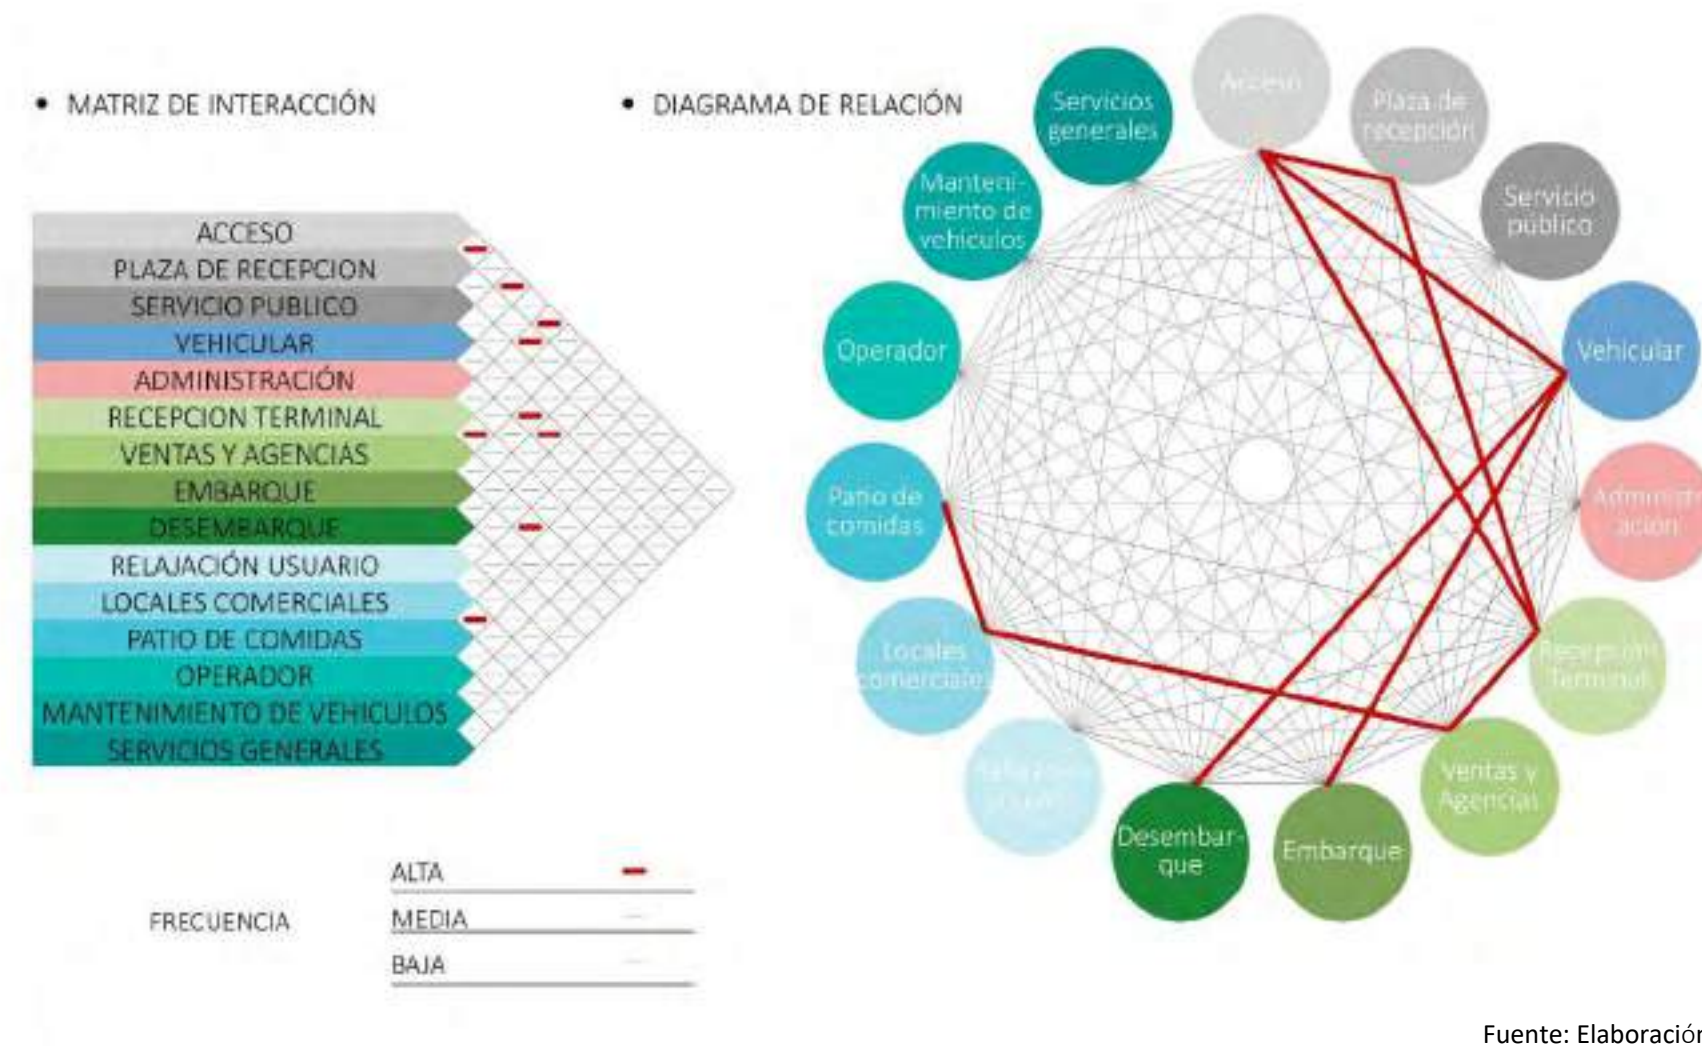 • MATRIZ DE INTERACCIÓN
• DIAGRAMA DE RELACIÓN
ACCESO
PLAZA DE RECEPCION
SERVICIO PUBLICO
VEHICULAR
ADMINISTRACIÓN
RECEPCION TERMINAL
VENTAS Y AGENCIAS
EMBARQUE
DESEMBARQUE
RELAJACIÓN USUARIO
LOCALES COMERCIALES
PATIO DE COMIDAS
OPERADOR
MANTENIMIENTO DE VEHICULOS
SERVICIOS GENERALES
FRECUENCIA
ALTA
MEDIA
BAJA
Acceso
Plaza de
recepción
Servicio
público
Vehicular
Administr-
ación
Recepción
Terminal
Ventas y
Agencias
Embarque
Desembar-
que
Locales
comerciales
Patio de
comidas
Operador
Manteni-
miento de
vehículos
Servicios
generales
Fuente: Elaboración